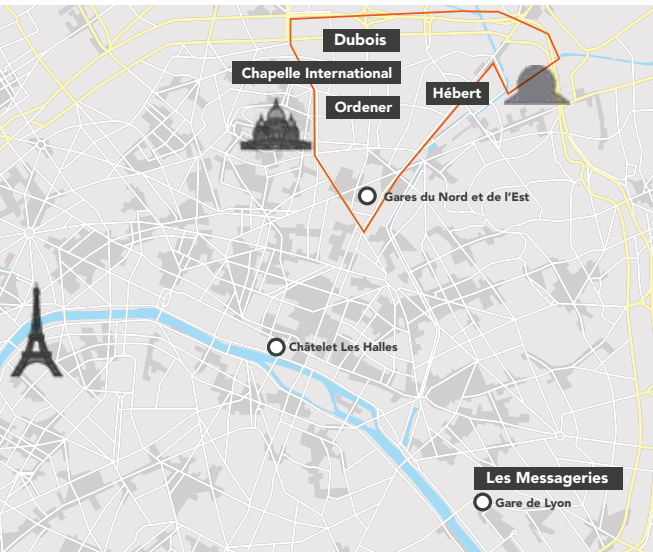 Dubois
Chapelle International
Hébert
Ordener
Gares du Nord et de l’Est
Châtelet Les Halles
Les Messageries
Gare de Lyon